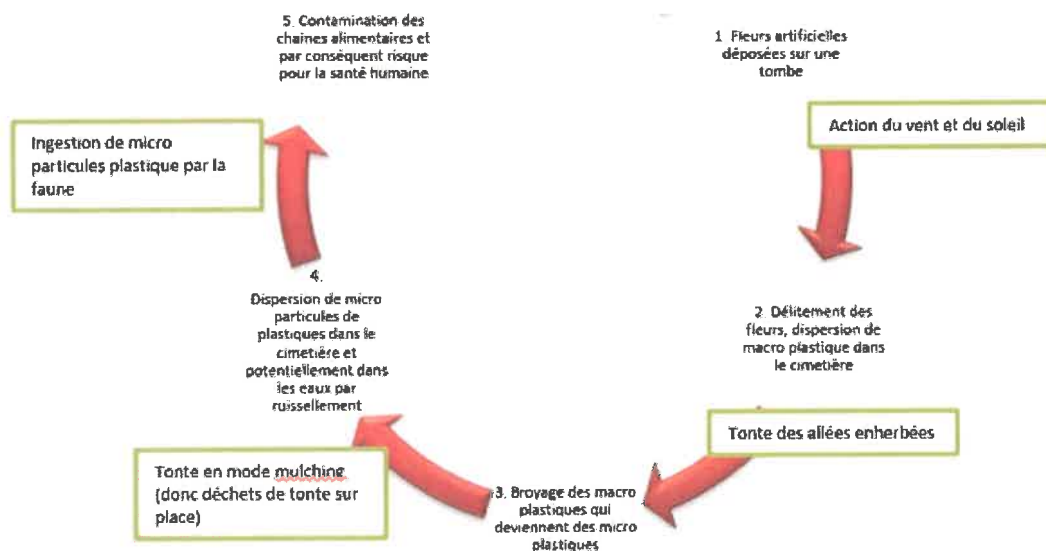 1. Fleurs artificielles
déposées sur une
tombe
Action du vent et du soleil
2. Délitement des
fleurs, dispersion de
macro plastique dans
le cimetière
Tonte des allées enherbées
3. Broyage des macro
plastiques qui
deviennent des micro
plastiques
Tonte en mode mulching
(donc déchets de tonte sur
place)
4.
Dispersion de micro
particules de
plastiques dans le
cimetière et
potentiellement dans
les eaux par
ruissellement
Ingestion de micro
particules plastique par la
faune
5. Contamination des
chaines alimentaires et
par conséquent risque
pour la santé humaine